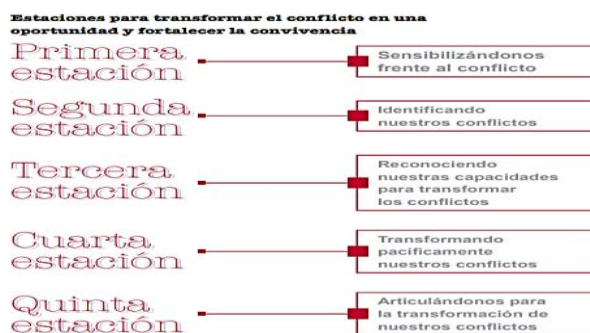 Estaciones para transformar el conflicto en una
oportunidad y fortalecer la convivencia
Primera
estación
Sensibilizándonos
frente al conflicto
Segunda
estación
Identificando
nuestros conflictos
Tercera
estación
Reconociendo
nuestras capacidades
para transformar
los conflictos
Cuarta
estación
Transformando
pacíficamente
nuestros conflictos
Quinta
estación
Articulándonos para
la transformación de
nuestros conflictos